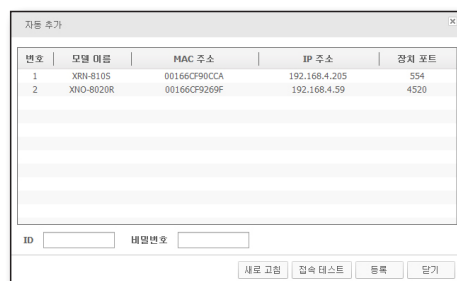 자동 추가
번호 모델 이름 MAC 주소 IP 주소 장치 포트
1 XRN-810S 00166CF90CCA 192.168.4.205 554
2 XNO-8020R 00166CF9269F 192.168.4.59 4520
ID 비밀번호
새로 고침 접속 테스트 등록 닫기